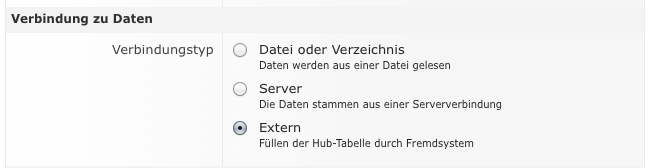 Verbindung zu Daten
Verbindungstyp
Datei oder Verzeichnis
Daten werden aus einer Datei gelesen
Server
Die Daten stammen aus einer Serververbindung
Extern
Füllen der Hub-Tabelle durch Fremdsystem